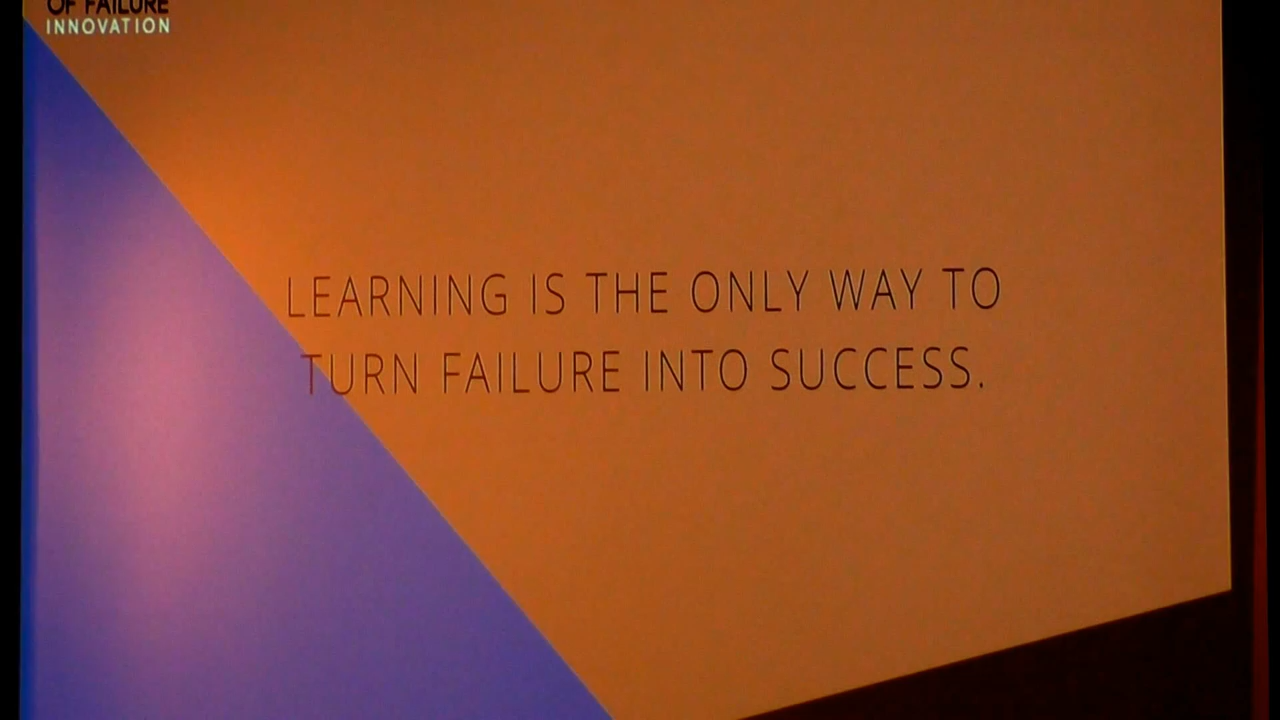 OF FAILURE
INNOVATION
LEARNING IS THE ONLY WAY TO
TURN FAILURE INTO SUCCESS.